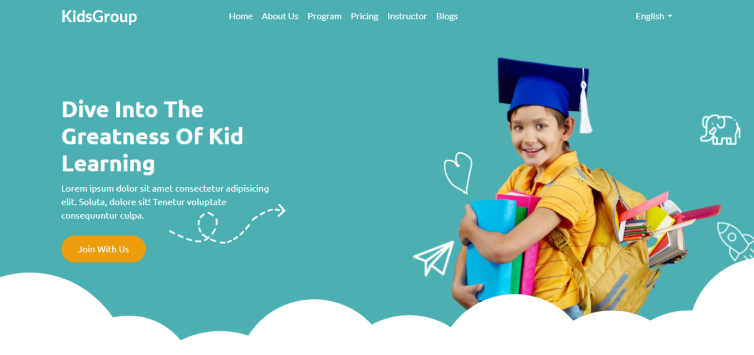 KidsGroup
Home About Us Program Pricing Instructor Blogs
English
Dive Into The
Greatness Of Kid
Learning
Lorem ipsum dolor sit amet consectetur adipisicing
elit. Soluta, dolore sit! Tenetur voluptate
consequuntur culpa.
Join With Us